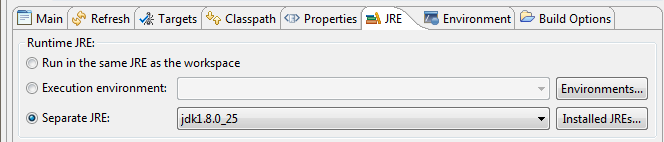 Main Refresh Targets Classpath Properties JRE Environment Build Options
Runtime JRE:
Run in the same JRE as the workspace
Execution environment: Environments...
Separate JRE: jdk1.8.0_25 Installed JREs...